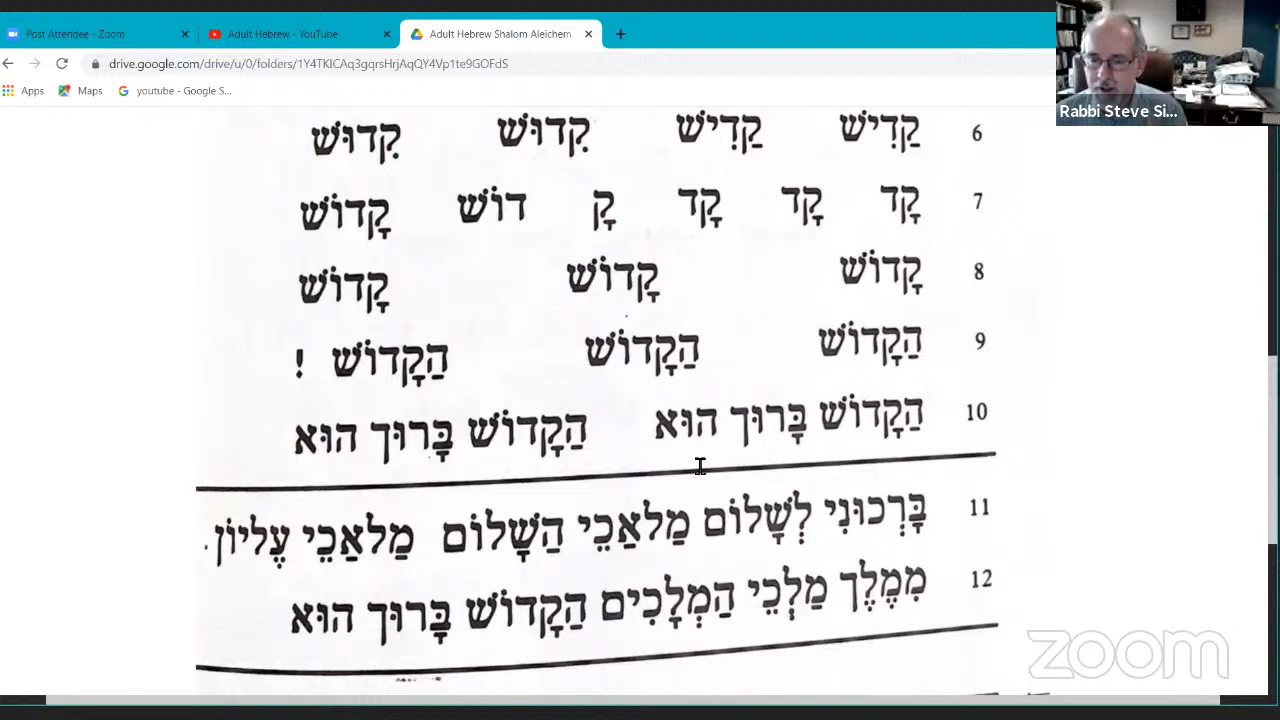 Post Attendee - Zoom
Adult Hebrew - YouTube
Adult Hebrew Shalom Aleichem
drive.google.com/drive/u/0/folders/1Y4TKICAq3gqrsHrjAqQY4Vp1te9GOFdS
Apps Maps youtube - Google S...
Rabbi Steve Si...
6 קַדִישׁ קַדִישׁ קִדוּשׁ קִדוּשׁ
7 קָד קָד קָד קָ דוֹשׁ קָדוֹשׁ
8 קָדוֹשׁ קָדוֹשׁ קָדוֹשׁ
9 הַקָדוֹשׁ הַקָדוֹשׁ הַקָדוֹשׁ !
10 הַקָדוֹשׁ בָּרוּך הוּא הַקָדוֹשׁ בָּרוּך הוּא
11 בָּרְכוּנִי לְשָׁלוֹם מַלאַכֵי הַשָׁלוֹם מַלאַכֵי עֶליוֹן
12 מִמֶלֶך מַלְכֵי הַמְלָכִים הַקָדוֹשׁ בָּרוּך הוּא
zoom